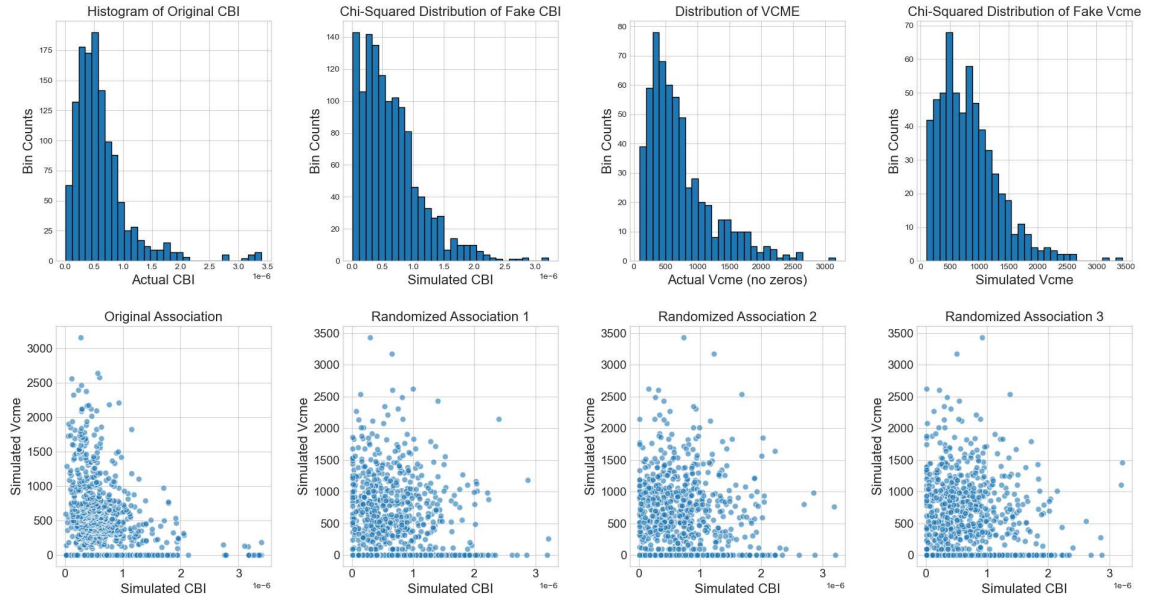 Histogram of Original CBI
Chi-Squared Distribution of Fake CBI
Distribution of VCME
Chi-Squared Distribution of Fake Vcme
Bin Counts
175
150
125
100
75
50
25
0
0.0 0.5 1.0 1.5 2.0 2.5 3.0 3.5
1e−6
Actual CBI
Bin Counts
140
120
100
80
60
40
20
0
0.0 0.5 1.0 1.5 2.0 2.5 3.0
1e−6
Simulated CBI
Bin Counts
80
70
60
50
40
30
20
10
0
500 1000 1500 2000 2500 3000
Actual Vcme (no zeros)
Bin Counts
70
60
50
40
30
20
10
0
0 500 1000 1500 2000 2500 3000 3500
Simulated Vcme
Original Association
Randomized Association 1
Randomized Association 2
Randomized Association 3
Simulated Vcme
3000
2500
2000
1500
1000
500
0
0 1 2 3
1e−6
Simulated CBI
Simulated Vcme
3500
3000
2500
2000
1500
1000
500
0
0 1 2 3
1e−6
Simulated CBI
Simulated Vcme
3500
3000
2500
2000
1500
1000
500
0
0 1 2 3
1e−6
Simulated CBI
Simulated Vcme
3500
3000
2500
2000
1500
1000
500
0
0 1 2 3
1e−6
Simulated CBI